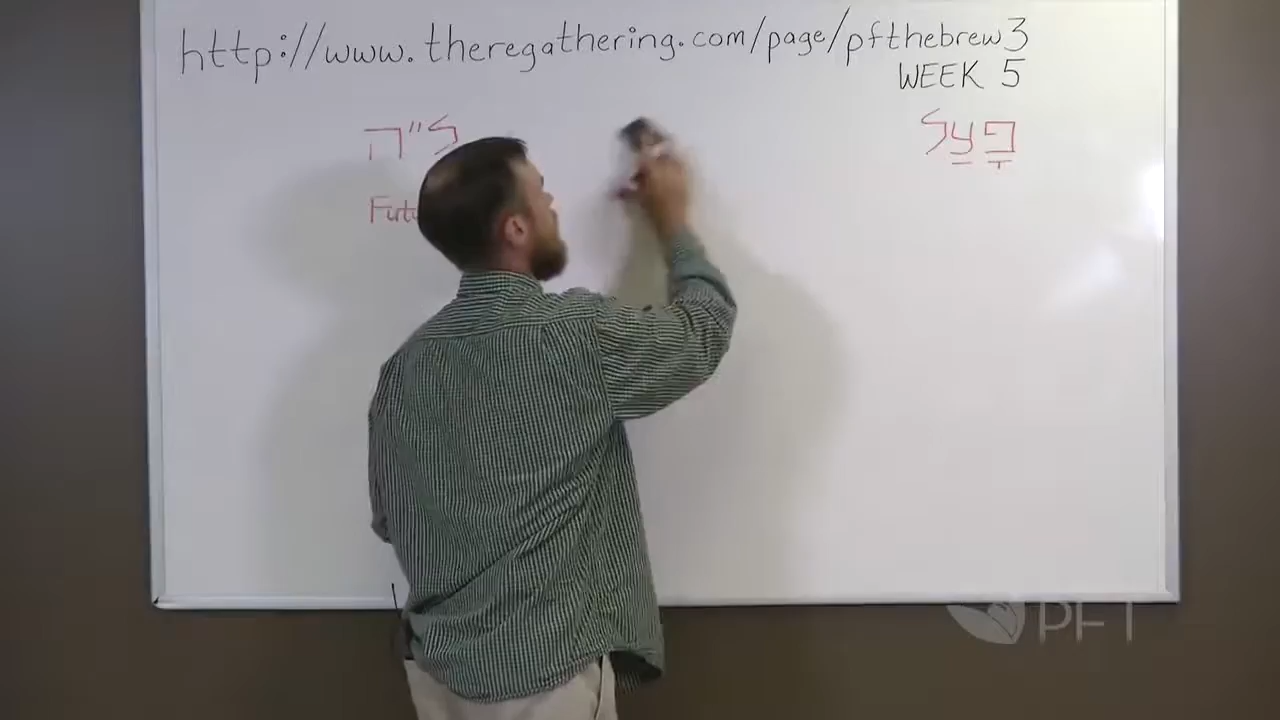 http://www.theregathering.com/page/pfthebrew3
WEEK 5
פָּעַל
ל"ה
PFT